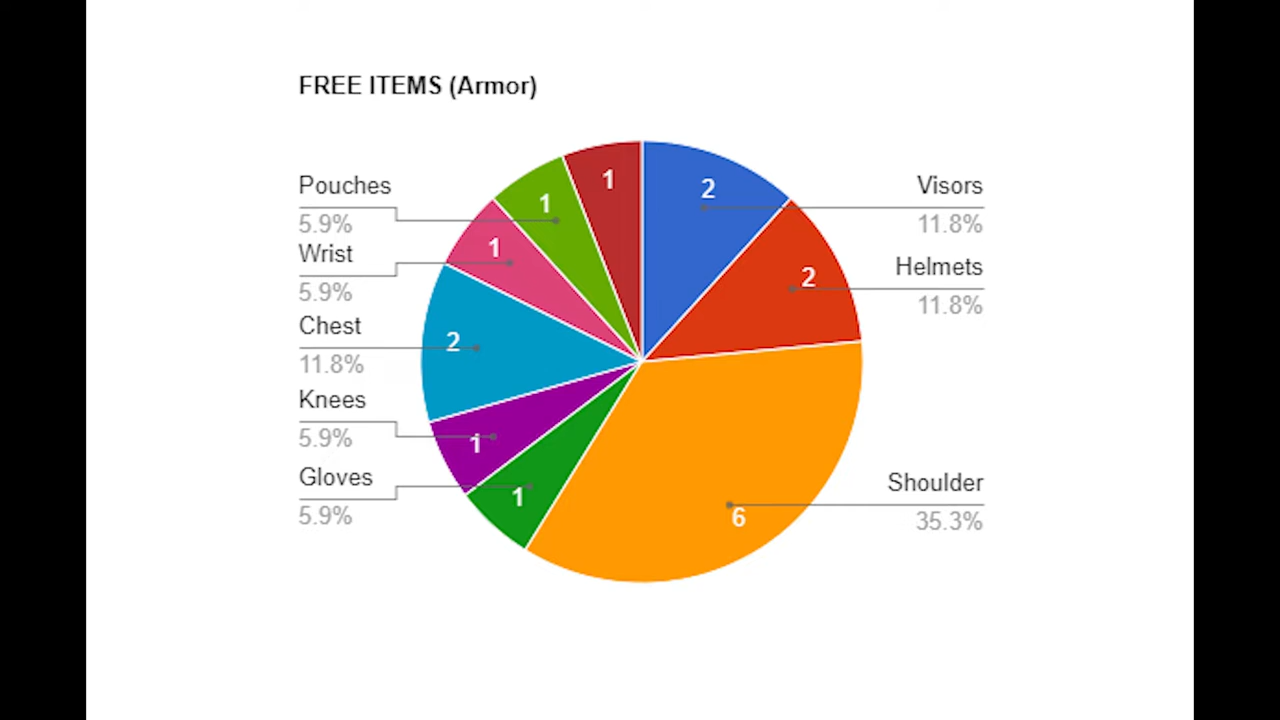 FREE ITEMS (Armor)
Pouches
5.9%
Wrist
5.9%
Chest
11.8%
Knees
5.9%
Gloves
5.9%
1
1
1
2
1
1
2
2
6
Visors
11.8%
Helmets
11.8%
Shoulder
35.3%